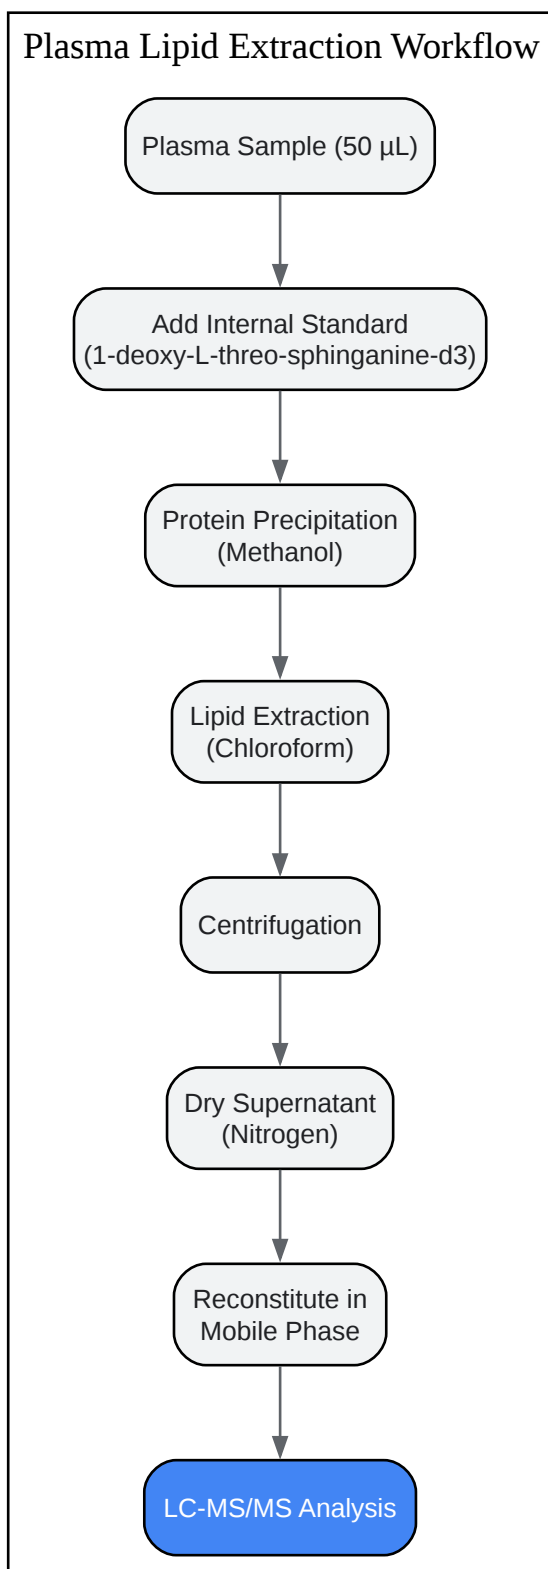 Plasma Lipid Extraction Workflow
Plasma Sample (50 µL)
Add Internal Standard
(1-deoxy-L-threo-sphinganine-d3)
Protein Precipitation
(Methanol)
Lipid Extraction
(Chloroform)
Centrifugation
Dry Supernatant
(Nitrogen)
Reconstitute in
Mobile Phase
LC-MS/MS Analysis